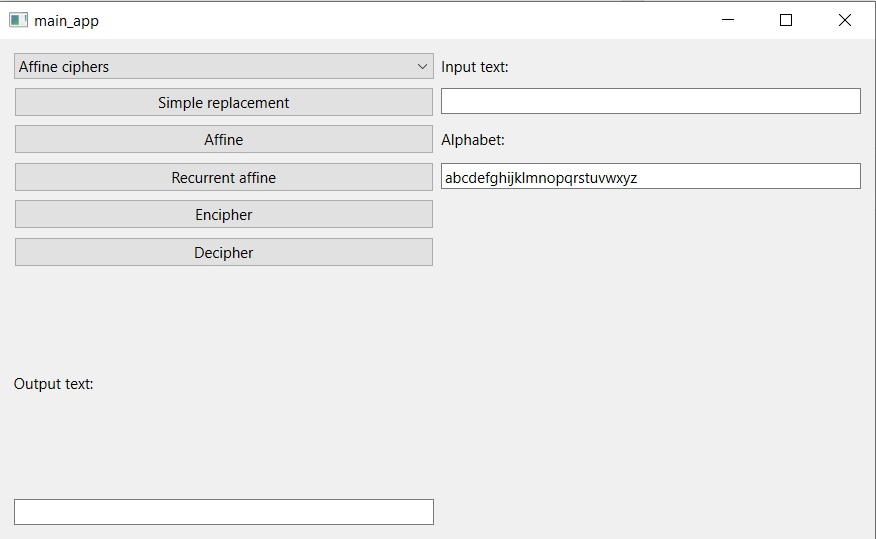 main_app
Affine ciphers
Input text:
Simple replacement
Affine
Alphabet:
Recurrent affine
abcdefghijklmnopqrstuvwxyz
Encipher
Decipher
Output text: